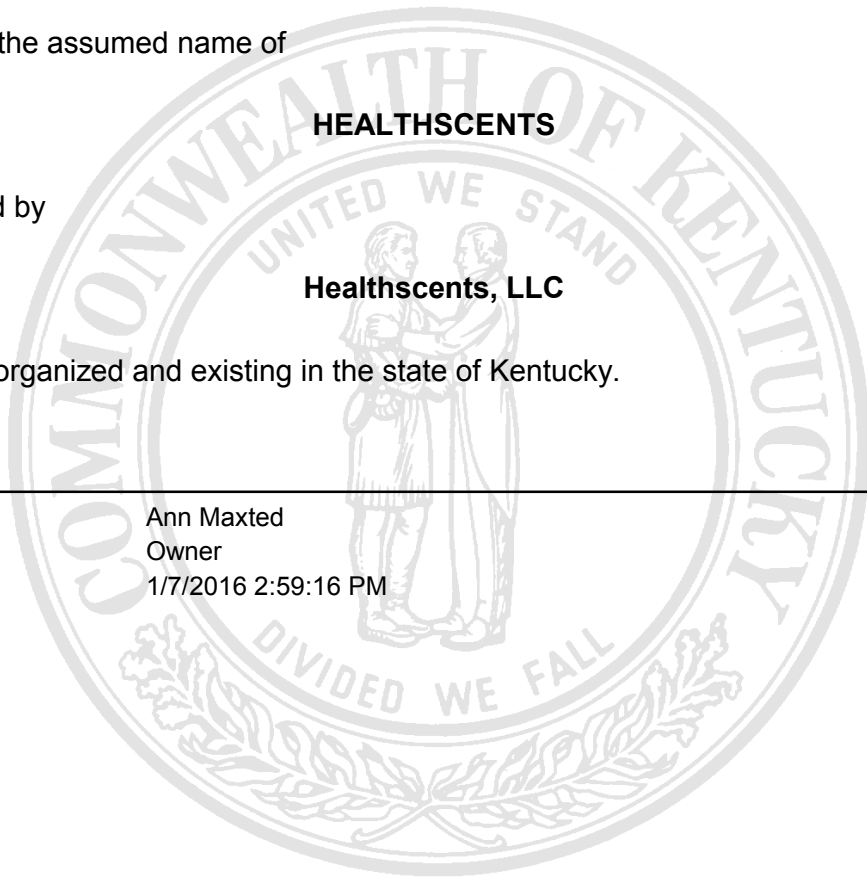 the assumed name of
HEALTHSCENTS
by
Healthscents, LLC
organized and existing in the state of Kentucky.
Ann Maxted
Owner
1/7/2016 2:59:16 PM
COMMONWEALTH OF KENTUCKY
UNITED WE STAND
DIVIDED WE FALL